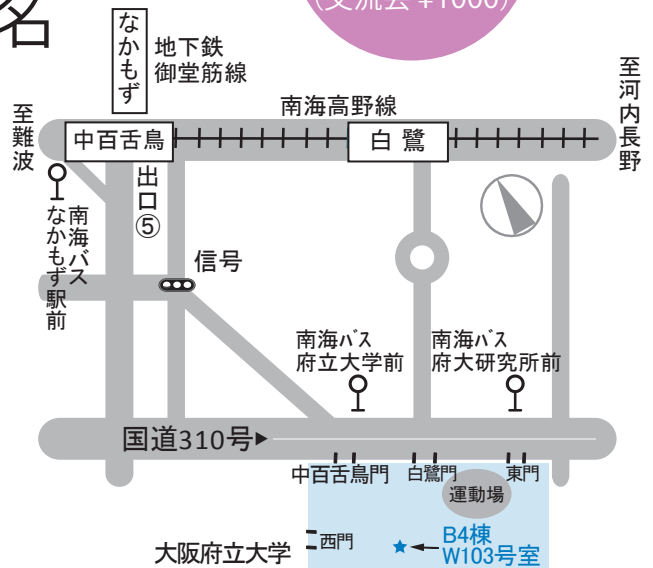 名
(交流会¥1000)
なかもず
地下鉄
御堂筋線
至難波
南海高野線
至河内長野
中百舌鳥
白鷺
出口⑤
南海バス
なかもず駅前
信号
南海バス
府立大学前
南海バス
府大研究所前
国道310号▶
中百舌鳥門
白鷺門
東門
運動場
大阪府立大学
西門
★←B4棟
W103号室